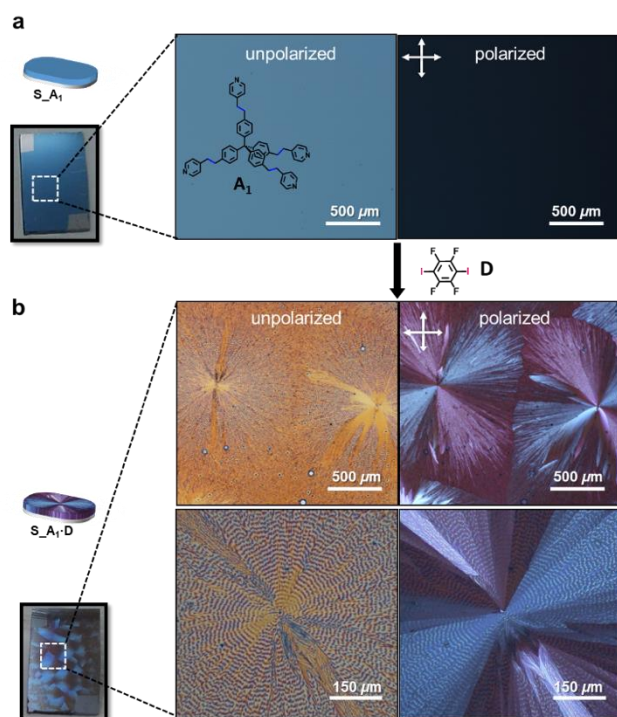 a
unpolarized
polarized
S_A₁
N
N
N
N
A₁
500 µm
500 µm
F
F
I
I
F
F
D
b
unpolarized
polarized
500 µm
500 µm
S_A₁·D
150 µm
150 µm